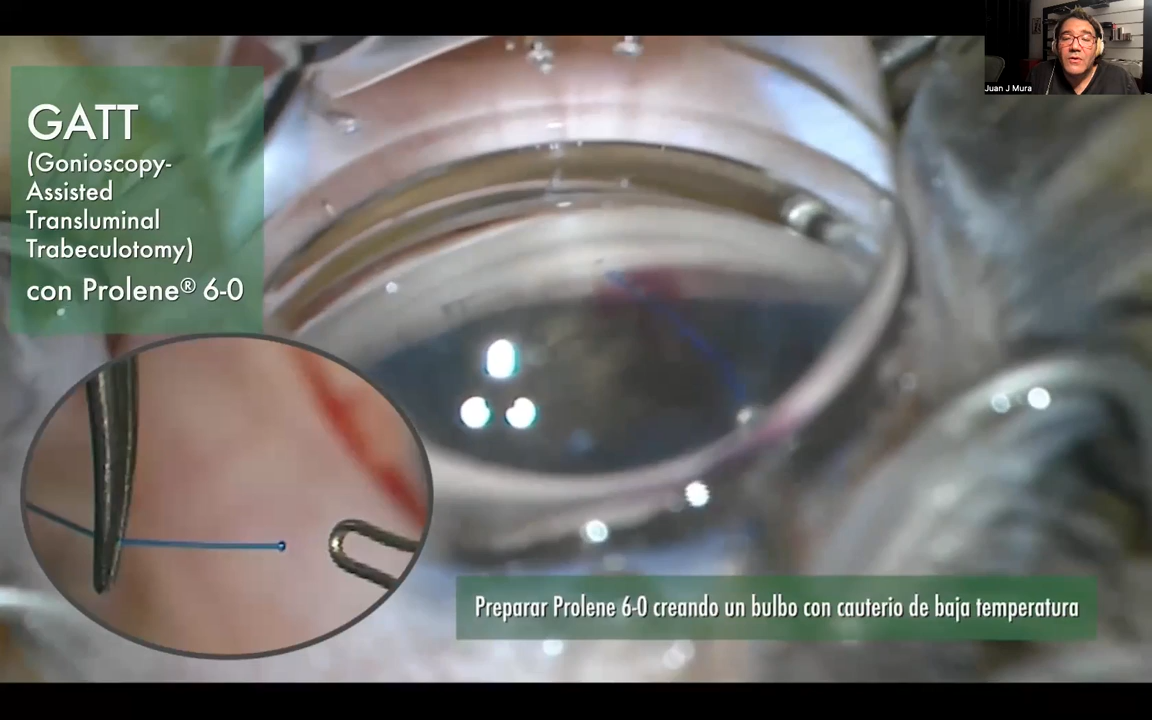 GATT
(Gonioscopy-
Assisted
Transluminal
Trabeculotomy)
con Prolene® 6-0
Juan J Mura
Preparar Prolene 6-0 creando un bulbo con cauterio de baja temperatura